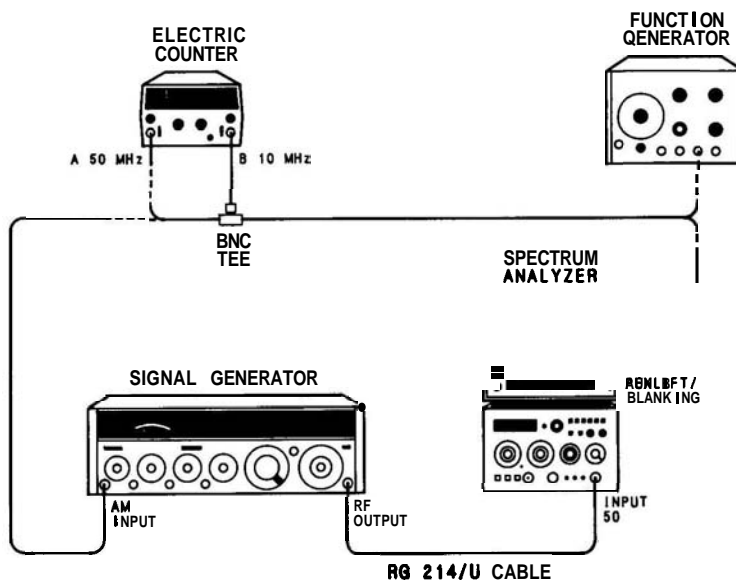 ELECTRIC
COUNTER
FUNCTION
QENERATOR
A 50 MHz
B 10 MHz
BNC
TEE
SPECTRUM
ANALYZER
SIGNAL GENERATOR
BLANKING
AM
INPUT
RF
OUTPUT
INPUT
50
RG 214/U CABLE